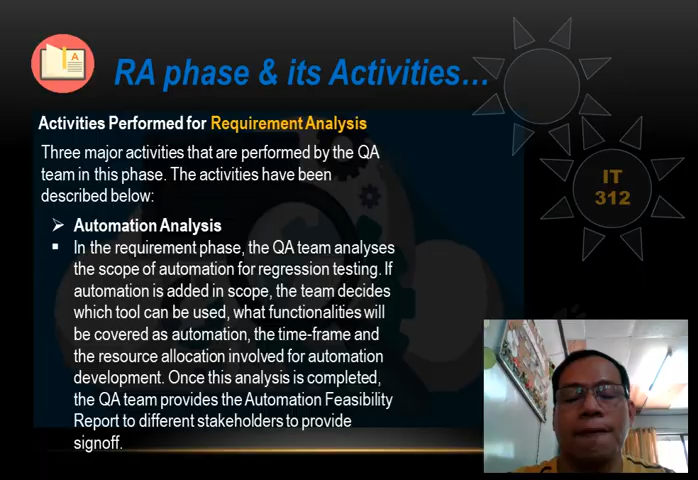 RA phase & its Activities...
Activities Performed for Requirement Analysis
Three major activities that are performed by the QA
team in this phase. The activities have been
described below:
Automation Analysis
In the requirement phase, the QA team analyses
the scope of automation for regression testing. If
automation is added in scope, the team decides
which tool can be used, what functionalities will
be covered as automation, the time-frame and
the resource allocation involved for automation
development. Once this analysis is completed,
the QA team provides the Automation Feasibility
Report to different stakeholders to provide
signoff.
IT
312
A